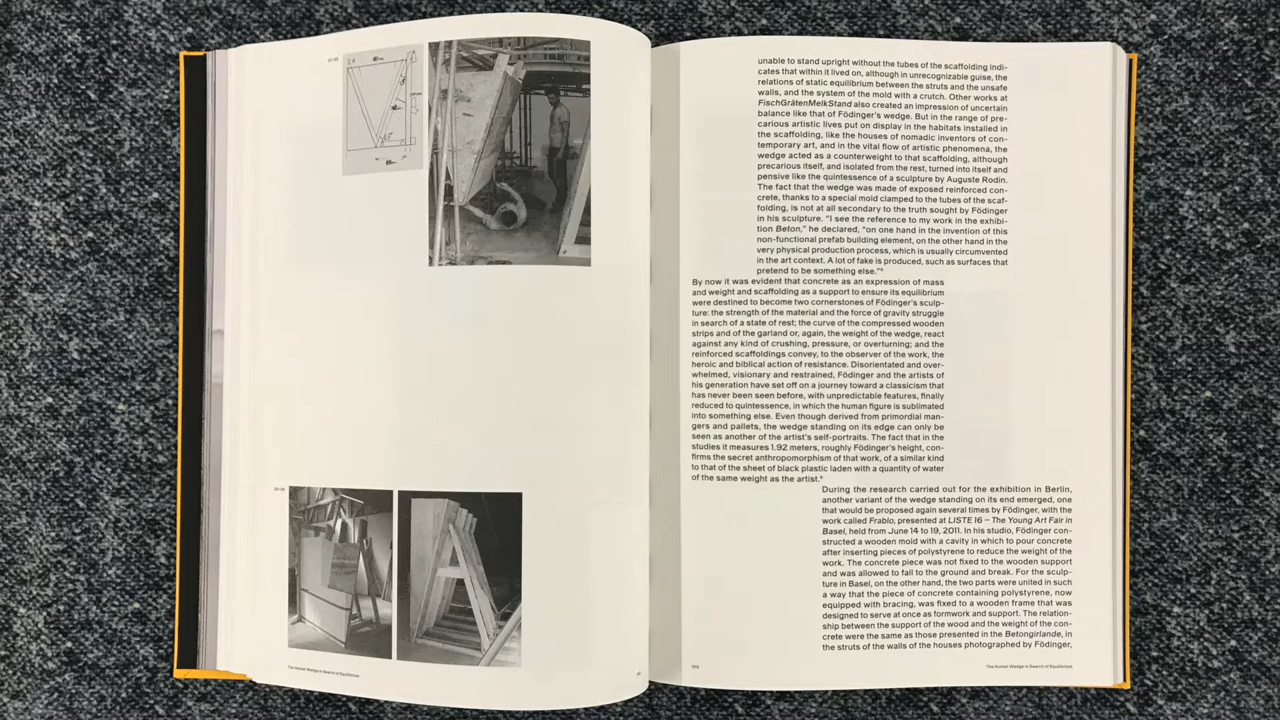 unable to stand upright without the tubes of the scaffolding indi-
cates that within it lived on, although in unrecognizable guise, the
relations of static equilibrium between the struts and the unsafe
walls, and the system of the mold with a crutch. Other works at
FischGrätenMelkStand also created an impression of uncertain
balance like that of Födinger's wedge. But in the range of pre-
carious artistic lives put on display in the habitats installed in
the scaffolding, like the houses of nomadic inventors of con-
temporary art, and in the vital flow of artistic phenomena, the
wedge acted as a counterweight to that scaffolding, although
precarious itself, and isolated from the rest, turned into itself and
pensive like the quintessence of a sculpture by Auguste Rodin.
The fact that the wedge was made of exposed reinforced con-
crete, thanks to a special mold clamped to the tubes of the scaf-
folding, is not at all secondary to the truth sought by Födinger
in his sculpture. "I see the reference to my work in the exhibi-
tion Beton," he declared, "on one hand in the invention of this
non-functional prefab building element, on the other hand in the
very physical production process, which is usually circumvented
in the art context. A lot of fake is produced, such as surfaces that
pretend to be something else."
By now it was evident that concrete as an expression of mass
and weight and scaffolding as a support to ensure its equilibrium
were destined to become two cornerstones of Födinger's sculp-
ture: the strength of the material and the force of gravity struggle
in search of a state of rest; the curve of the compressed wooden
strips and of the garland or, again, the weight of the wedge, react
against any kind of crushing, pressure, or overturning; and the
reinforced scaffoldings convey, to the observer of the work, the
heroic and biblical action of resistance. Disorientated and over-
whelmed, visionary and restrained, Födinger and the artists of
his generation have set off on a journey toward a classicism that
has never been seen before, with unpredictable features, finally
reduced to quintessence, in which the human figure is sublimated
into something else. Even though derived from primordial man-
gers and pallets, the wedge standing on its edge can only be
seen as another of the artist's self-portraits. The fact that in the
studies it measures 1.92 meters, roughly Födinger's height, con-
firms the secret anthropomorphism of that work, of a similar kind
to that of the sheet of black plastic laden with a quantity of water
of the same weight as the artist.
During the research carried out for the exhibition in Berlin,
another variant of the wedge standing on its end emerged, one
that would be proposed again several times by Födinger, with the
work called Frablo, presented at LISTE 16 – The Young Art Fair in
Basel, held from June 14 to 19, 2011. In his studio, Födinger con-
structed a wooden mold with a cavity in which to pour concrete
after inserting pieces of polystyrene to reduce the weight of the
work. The concrete piece was not fixed to the wooden support
and was allowed to fall to the ground and break. For the sculp-
ture in Basel, on the other hand, the two parts were united in such
a way that the piece of concrete containing polystyrene, now
equipped with bracing, was fixed to a wooden frame that was
designed to serve at once as formwork and support. The relation-
ship between the support of the wood and the weight of the con-
crete were the same as those presented in the Betongirlande, in
the struts of the walls of the houses photographed by Födinger,
The Human Wedge in Search of Equilibrium
The Human Wedge in Search of Equilibrium